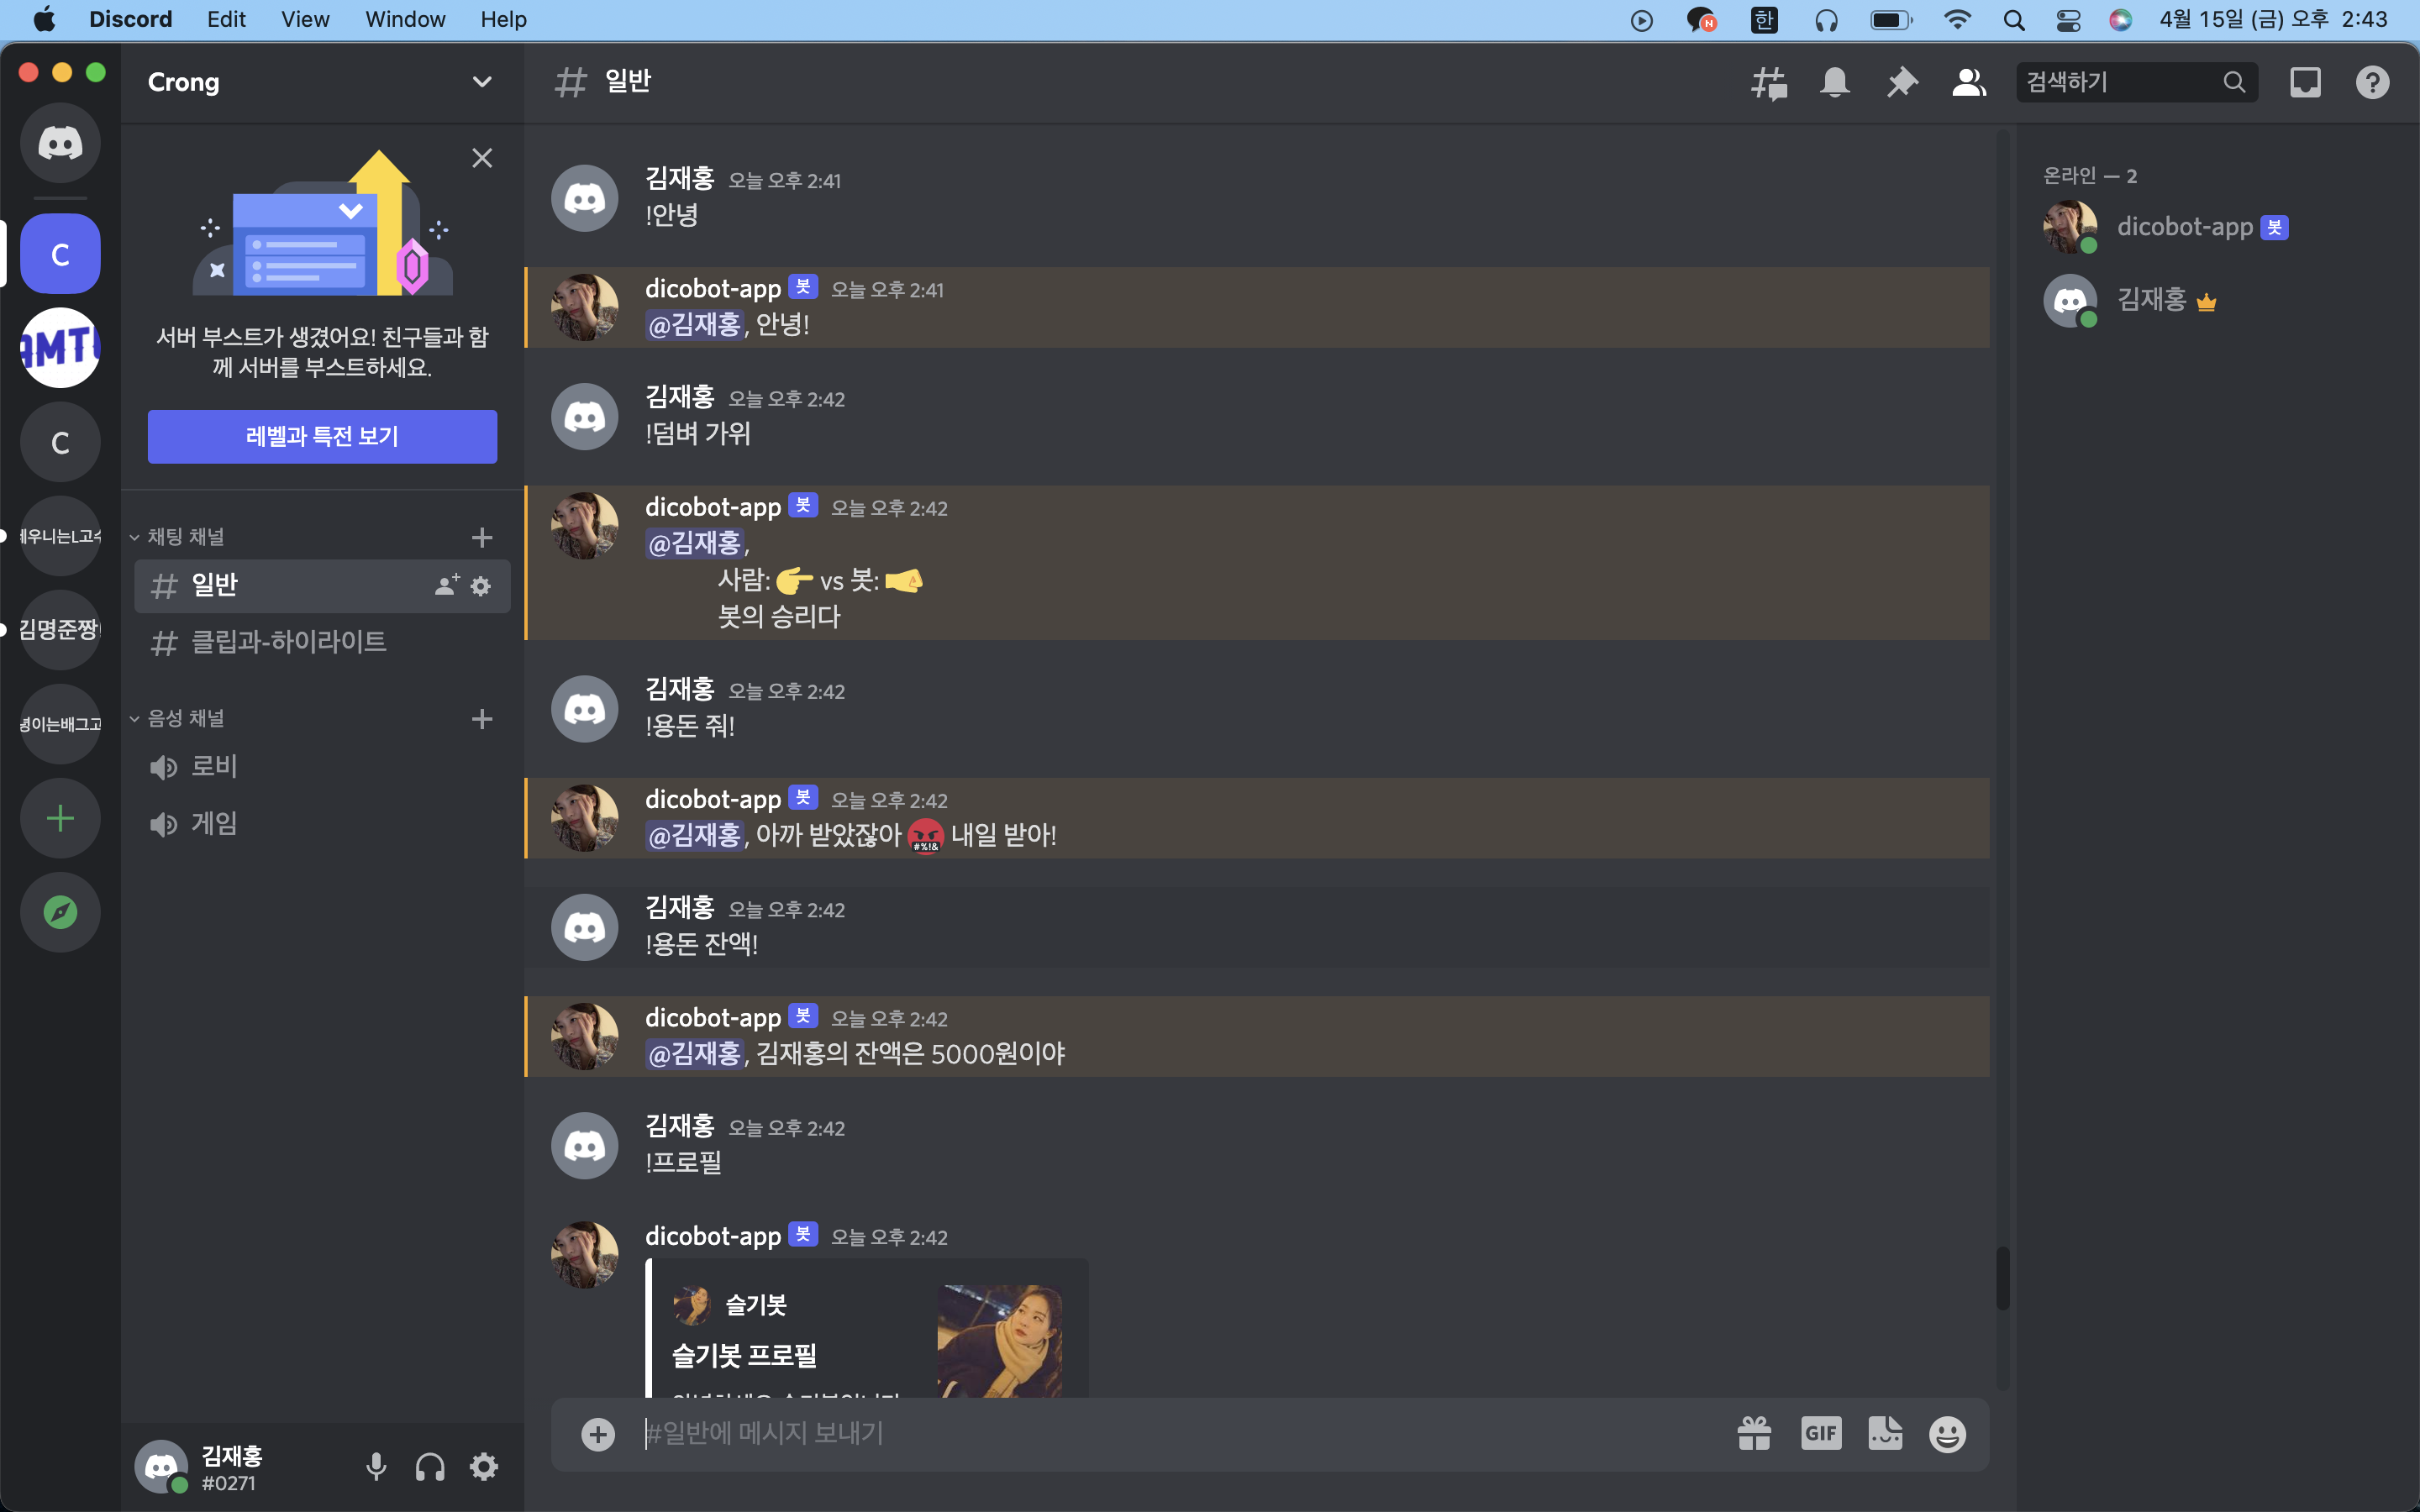 Discord Edit View Window Help
한
4월 15일 (금) 오후 2:43
Crong
서버 부스트가 생겼어요! 친구들과 함
께 서버를 부스트하세요.
레벨과 특전 보기
C
C
김명준짱
채팅 채널
일반
클립과-하이라이트
음성 채널
로비
게임
김재홍
#0271
일반
검색하기
김재홍 오늘 오후 2:41
!안녕
dicobot-app 봇 오늘 오후 2:41
@김재홍, 안녕!
김재홍 오늘 오후 2:42
!덤벼 가위
dicobot-app 봇 오늘 오후 2:42
@김재홍,
사람: 👉 vs 봇: 🤜
봇의 승리다
김재홍 오늘 오후 2:42
!용돈 줘!
dicobot-app 봇 오늘 오후 2:42
@김재홍, 아까 받았잖아 🤬 내일 받아!
김재홍 오늘 오후 2:42
!용돈 잔액!
dicobot-app 봇 오늘 오후 2:42
@김재홍, 김재홍의 잔액은 5000원이야
김재홍 오늘 오후 2:42
!프로필
dicobot-app 봇 오늘 오후 2:42
슬기봇
슬기봇 프로필
#일반에 메시지 보내기
GIF
온라인 — 2
dicobot-app 봇
김재홍